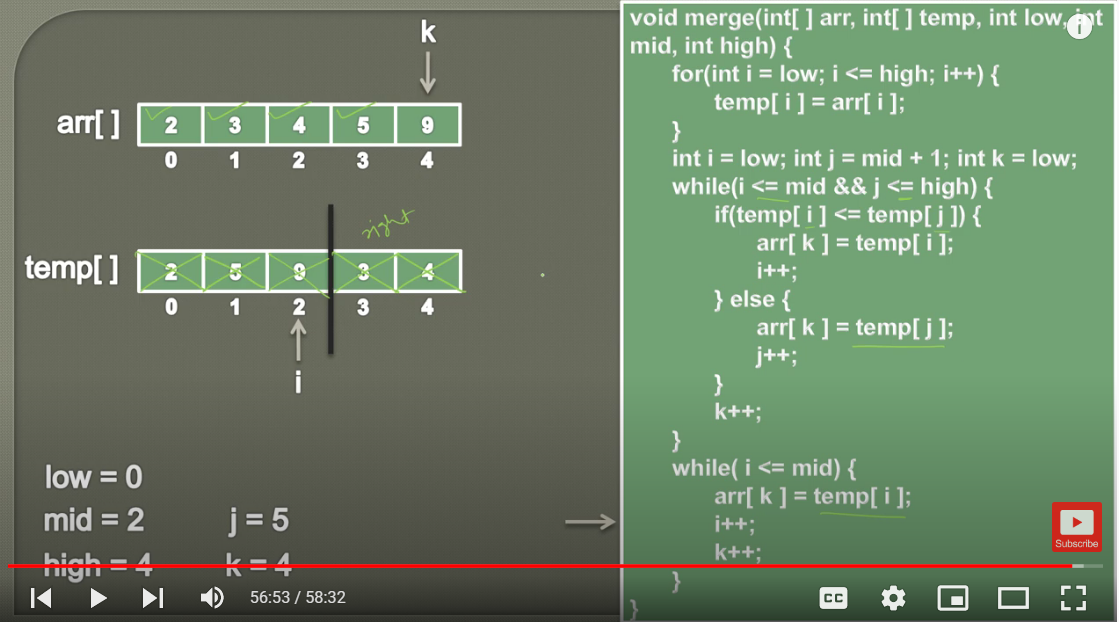 k
arr[ ] 2 3 4 5 9
0 1 2 3 4
right
temp[ ] 2 5 9 3 4
0 1 2 3 4
i
low = 0
mid = 2 j = 5
high = 4 k = 4
void merge(int[ ] arr, int[ ] temp, int low, int
mid, int high) {
for(int i = low; i <= high; i++) {
temp[ i ] = arr[ i ];
}
int i = low; int j = mid + 1; int k = low;
while(i <= mid && j <= high) {
if(temp[ i ] <= temp[ j ]) {
arr[ k ] = temp[ i ];
i++;
} else {
arr[ k ] = temp[ j ];
j++;
}
k++;
}
while( i <= mid) {
arr[ k ] = temp[ i ];
i++;
k++;
}
}
i
Subscribe
56:53 / 58:32
CC